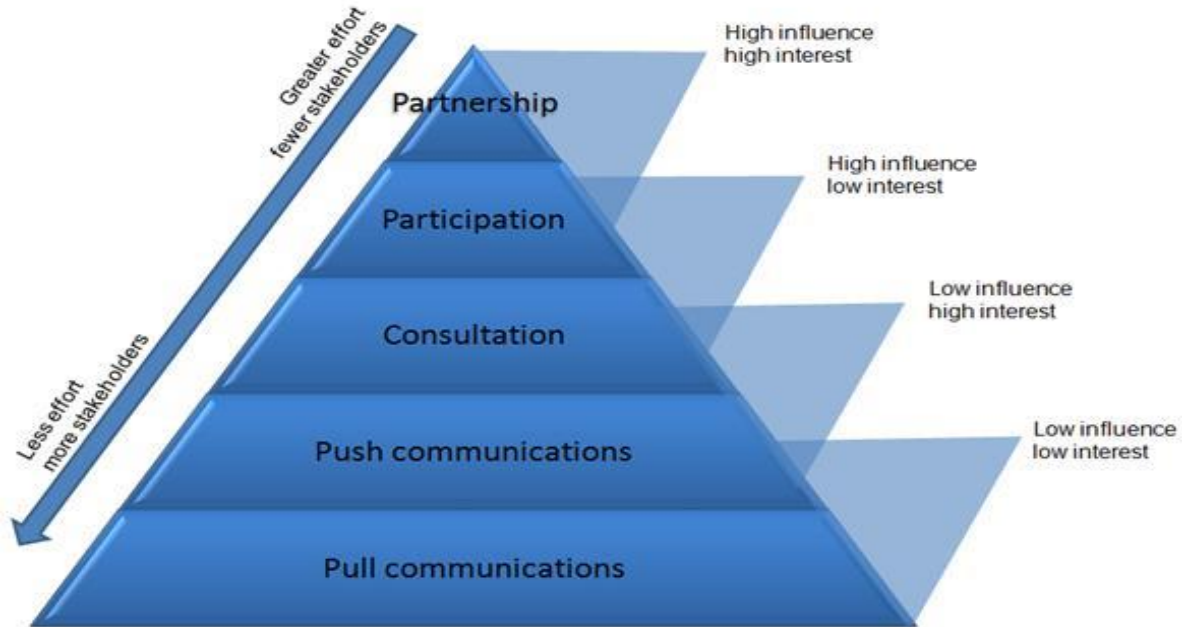 Greater effort
fewer stakeholders
Less effort
more stakeholders
Partnership
Participation
Consultation
Push communications
Pull communications
High influence
high interest
High influence
low interest
Low influence
high interest
Low influence
low interest